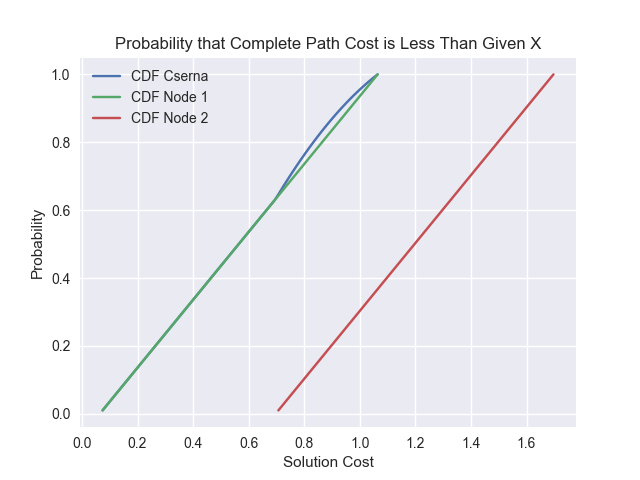 Probability that Complete Path Cost is Less Than Given X
CDF Cserna
CDF Node 1
CDF Node 2
1.0
0.8
0.6
0.4
0.2
0.0
Probability
0.0 0.2 0.4 0.6 0.8 1.0 1.2 1.4 1.6
Solution Cost